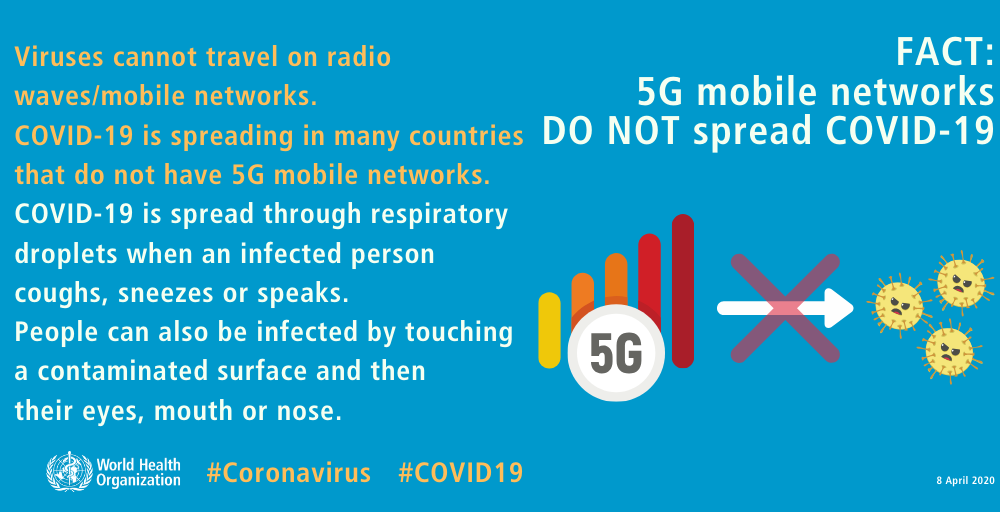 Viruses cannot travel on radio
waves/mobile networks.
COVID-19 is spreading in many countries
that do not have 5G mobile networks.
COVID-19 is spread through respiratory
droplets when an infected person
coughs, sneezes or speaks.
People can also be infected by touching
a contaminated surface and then
their eyes, mouth or nose.
FACT:
5G mobile networks
DO NOT spread COVID-19
5G
World Health
Organization
#Coronavirus #COVID19
8 April 2020